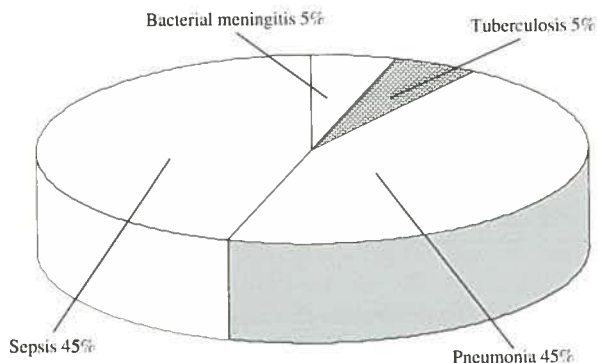 Bacterial meningitis 5%
Tuberculosis 5%
Sepsis 45%
Pneumonia 45%